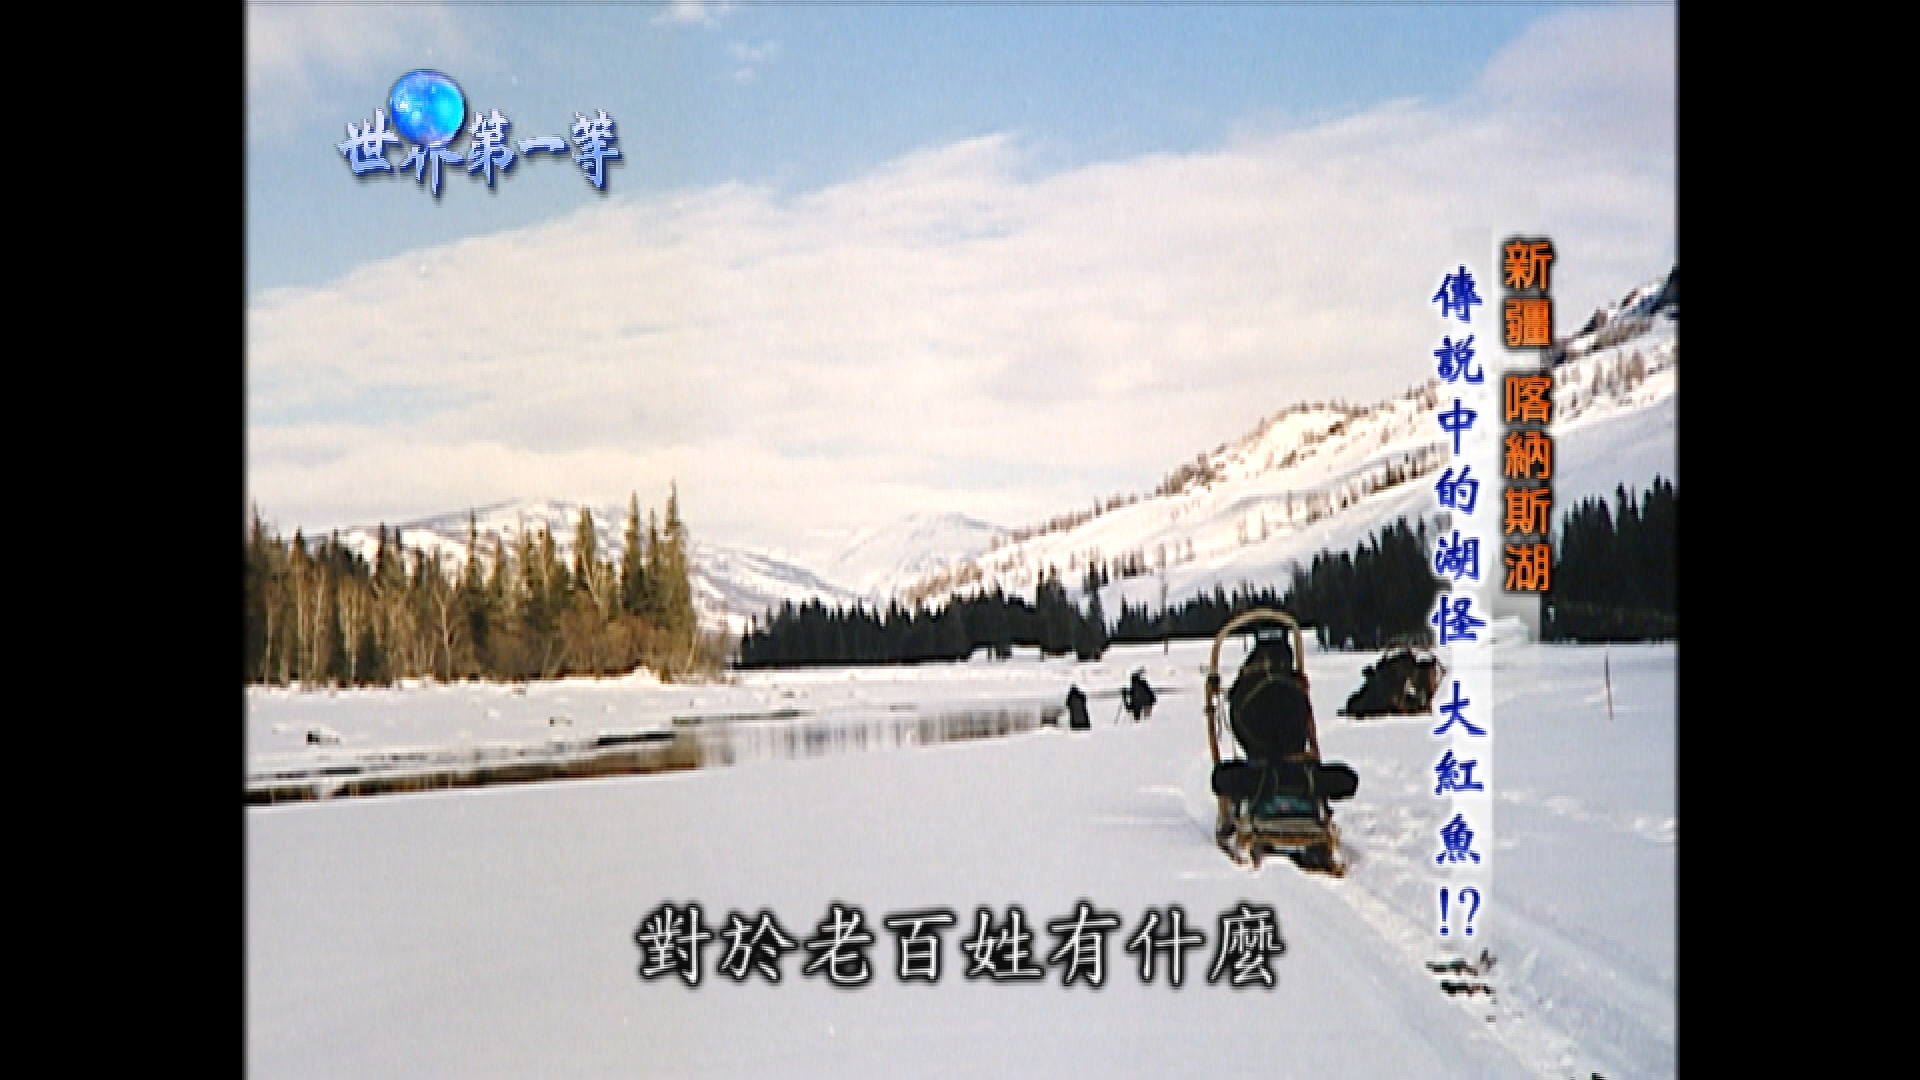 世界第一等
新疆 喀納斯湖
傳說中的湖怪 大紅魚!?
對於老百姓有什麼